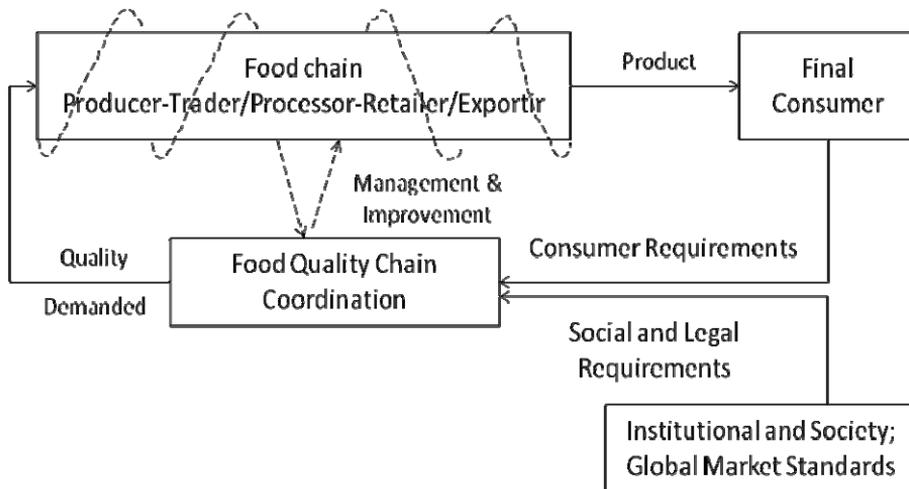 Food chain
Producer-Trader/Processor-Retailer/Exportir
Product
Final
Consumer
Management &
Improvement
Quality
Demanded
Food Quality Chain
Coordination
Consumer Requirements
Social and Legal
Requirements
Institutional and Society;
Global Market Standards